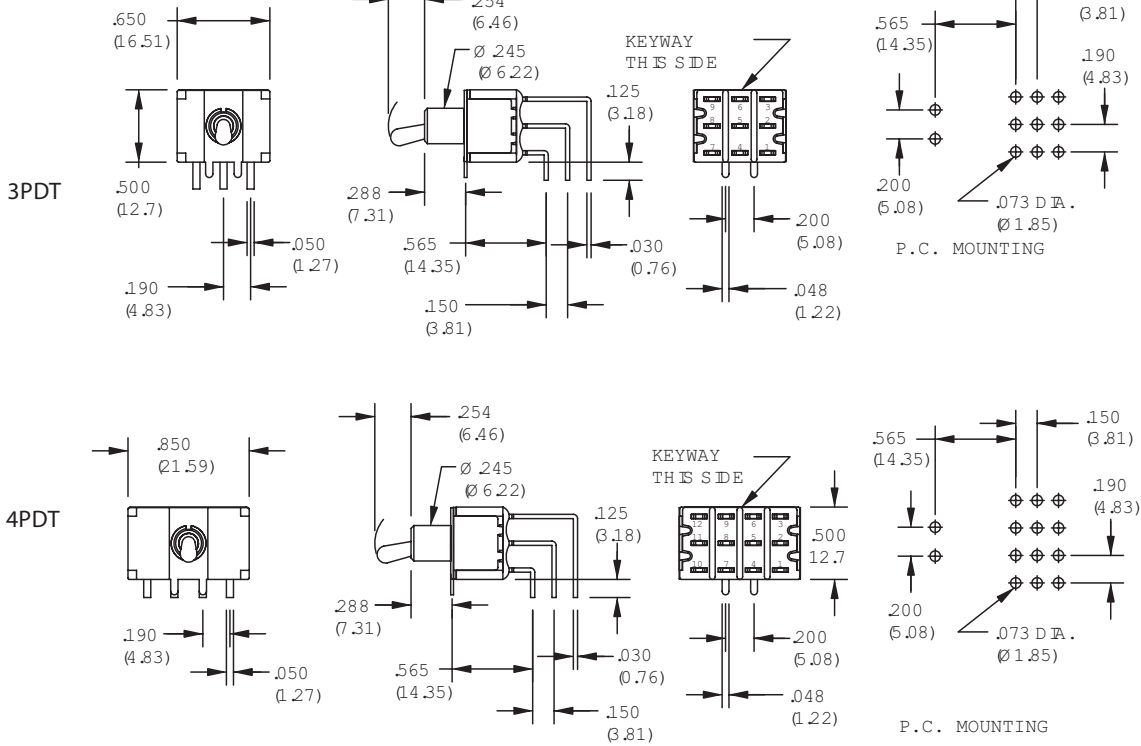 .650
(16.51)
.254
(6.46)
Ø .245
(Ø 6.22)
KEYWAY
THIS SIDE
.565
(14.35)
(3.81)
.190
(4.83)
.125
(3.18)
9 6 3
8 5 2
7 4 1
3PDT
.500
(12.7)
.288
(7.31)
.200
(5.08)
.200
(5.08)
.073 DIA.
(Ø 1.85)
.050
(1.27)
.565
(14.35)
.030
(0.76)
P.C. MOUNTING
.190
(4.83)
.150
(3.81)
.048
(1.22)
.850
(21.59)
.254
(6.46)
Ø .245
(Ø 6.22)
KEYWAY
THIS SIDE
.565
(14.35)
.150
(3.81)
.190
(4.83)
4PDT
.125
(3.18)
12 9 6 3
11 8 5 2
10 7 4 1
.500
12.7
.288
(7.31)
.190
(4.83)
.200
(5.08)
.200
(5.08)
.073 DIA.
(Ø 1.85)
.050
(1.27)
.565
(14.35)
.030
(0.76)
.048
(1.22)
.150
(3.81)
P.C. MOUNTING